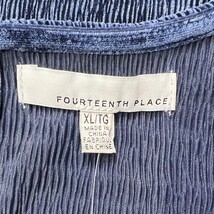 FOURTEENTH PLACE
XL/TG
MADE IN
CHINA
FABRIQUÉ
EN CHINE